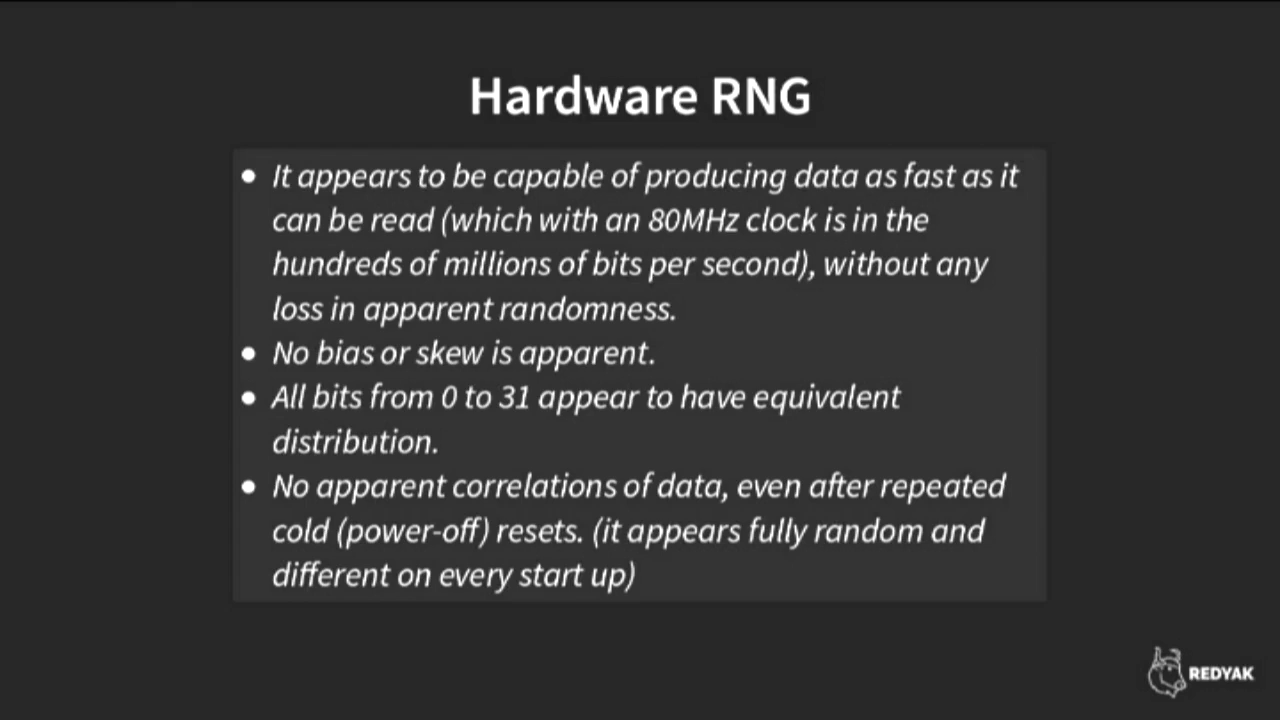 Hardware RNG
• It appears to be capable of producing data as fast as it
can be read (which with an 80MHz clock is in the
hundreds of millions of bits per second), without any
loss in apparent randomness.
• No bias or skew is apparent.
• All bits from 0 to 31 appear to have equivalent
distribution.
• No apparent correlations of data, even after repeated
cold (power-off) resets. (it appears fully random and
different on every start up)
REDYAK